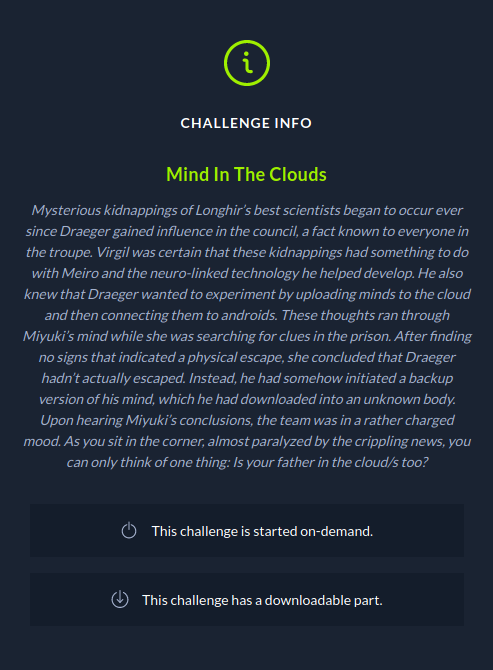 CHALLENGE INFO
Mind In The Clouds
Mysterious kidnappings of Longhir's best scientists began to occur ever
since Draeger gained influence in the council, a fact known to everyone in
the troupe. Virgil was certain that these kidnappings had something to do
with Meiro and the neuro-linked technology he helped develop. He also
knew that Draeger wanted to experiment by uploading minds to the cloud
and then connecting them to androids. These thoughts ran through
Miyuki's mind while she was searching for clues in the prison. After finding
no signs that indicated a physical escape, she concluded that Draeger
hadn't actually escaped. Instead, he had somehow initiated a backup
version of his mind, which he had downloaded into an unknown body.
Upon hearing Miyuki's conclusions, the team was in a rather charged
mood. As you sit in the corner, almost paralyzed by the crippling news, you
can only think of one thing: Is your father in the cloud/s too?
This challenge is started on-demand.
This challenge has a downloadable part.